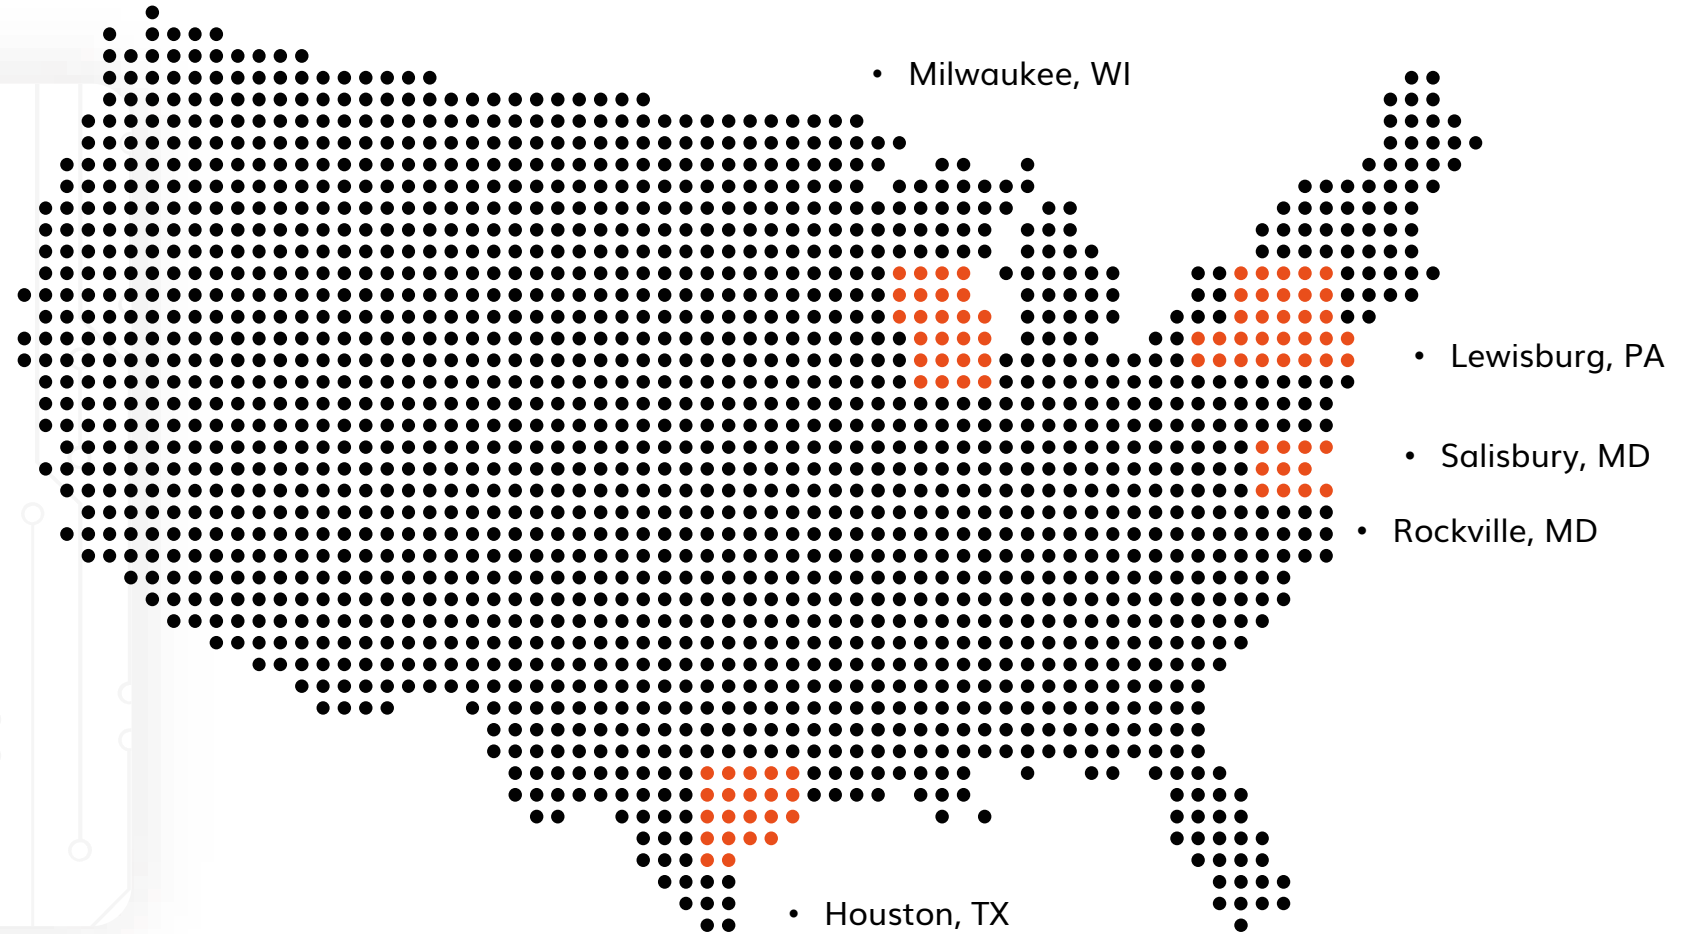 • Milwaukee, WI
• Lewisburg, PA
• Salisbury, MD
• Rockville, MD
• Houston, TX